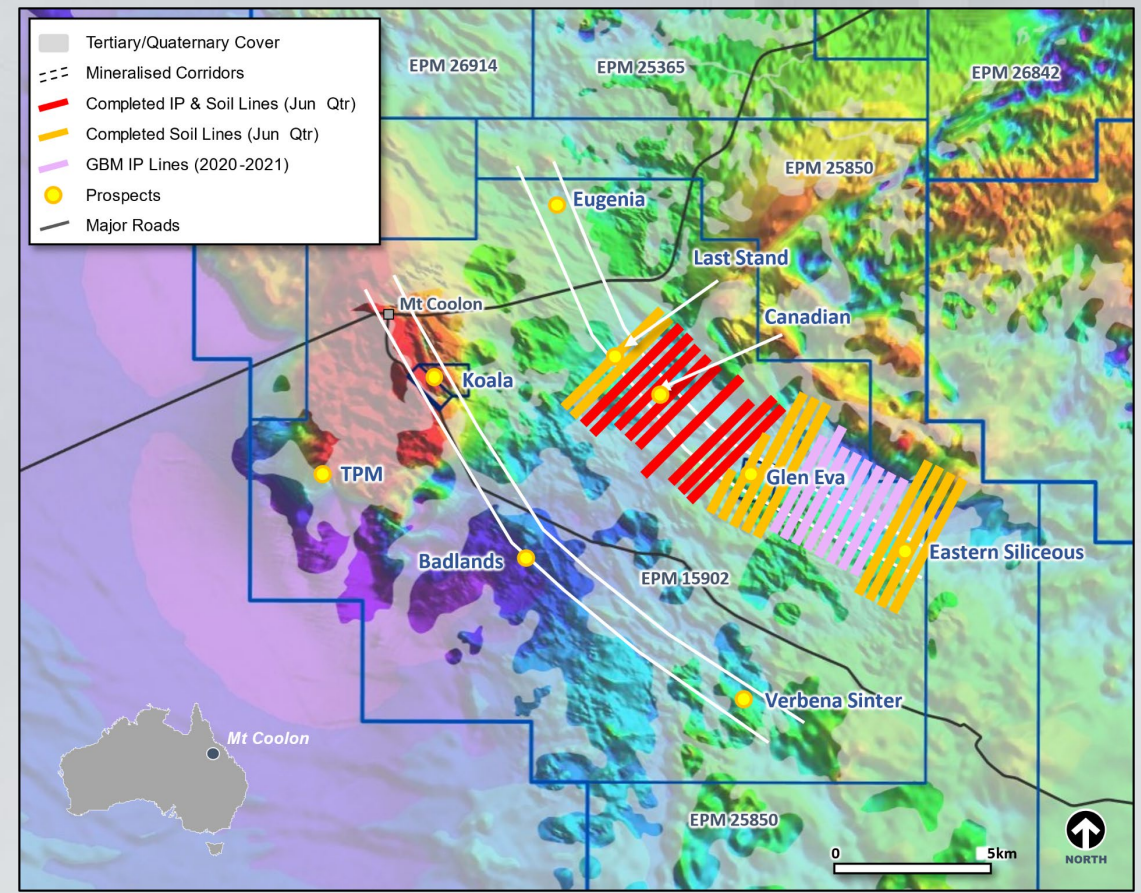 Tertiary/Quaternary Cover
Mineralised Corridors
Completed IP & Soil Lines (Jun Qtr)
Completed Soil Lines (Jun Qtr)
GBM IP Lines (2020-2021)
Prospects
Major Roads
EPM 26914
EPM 25365
EPM 26842
EPM 25850
Eugenia
Last Stand
Mt Coolon
Canadian
Koala
TPM
Glen Eva
Badlands
Eastern Siliceous
EPM 15902
Verbena Sinter
Mt Coolon
EPM 25850
0 5km
NORTH